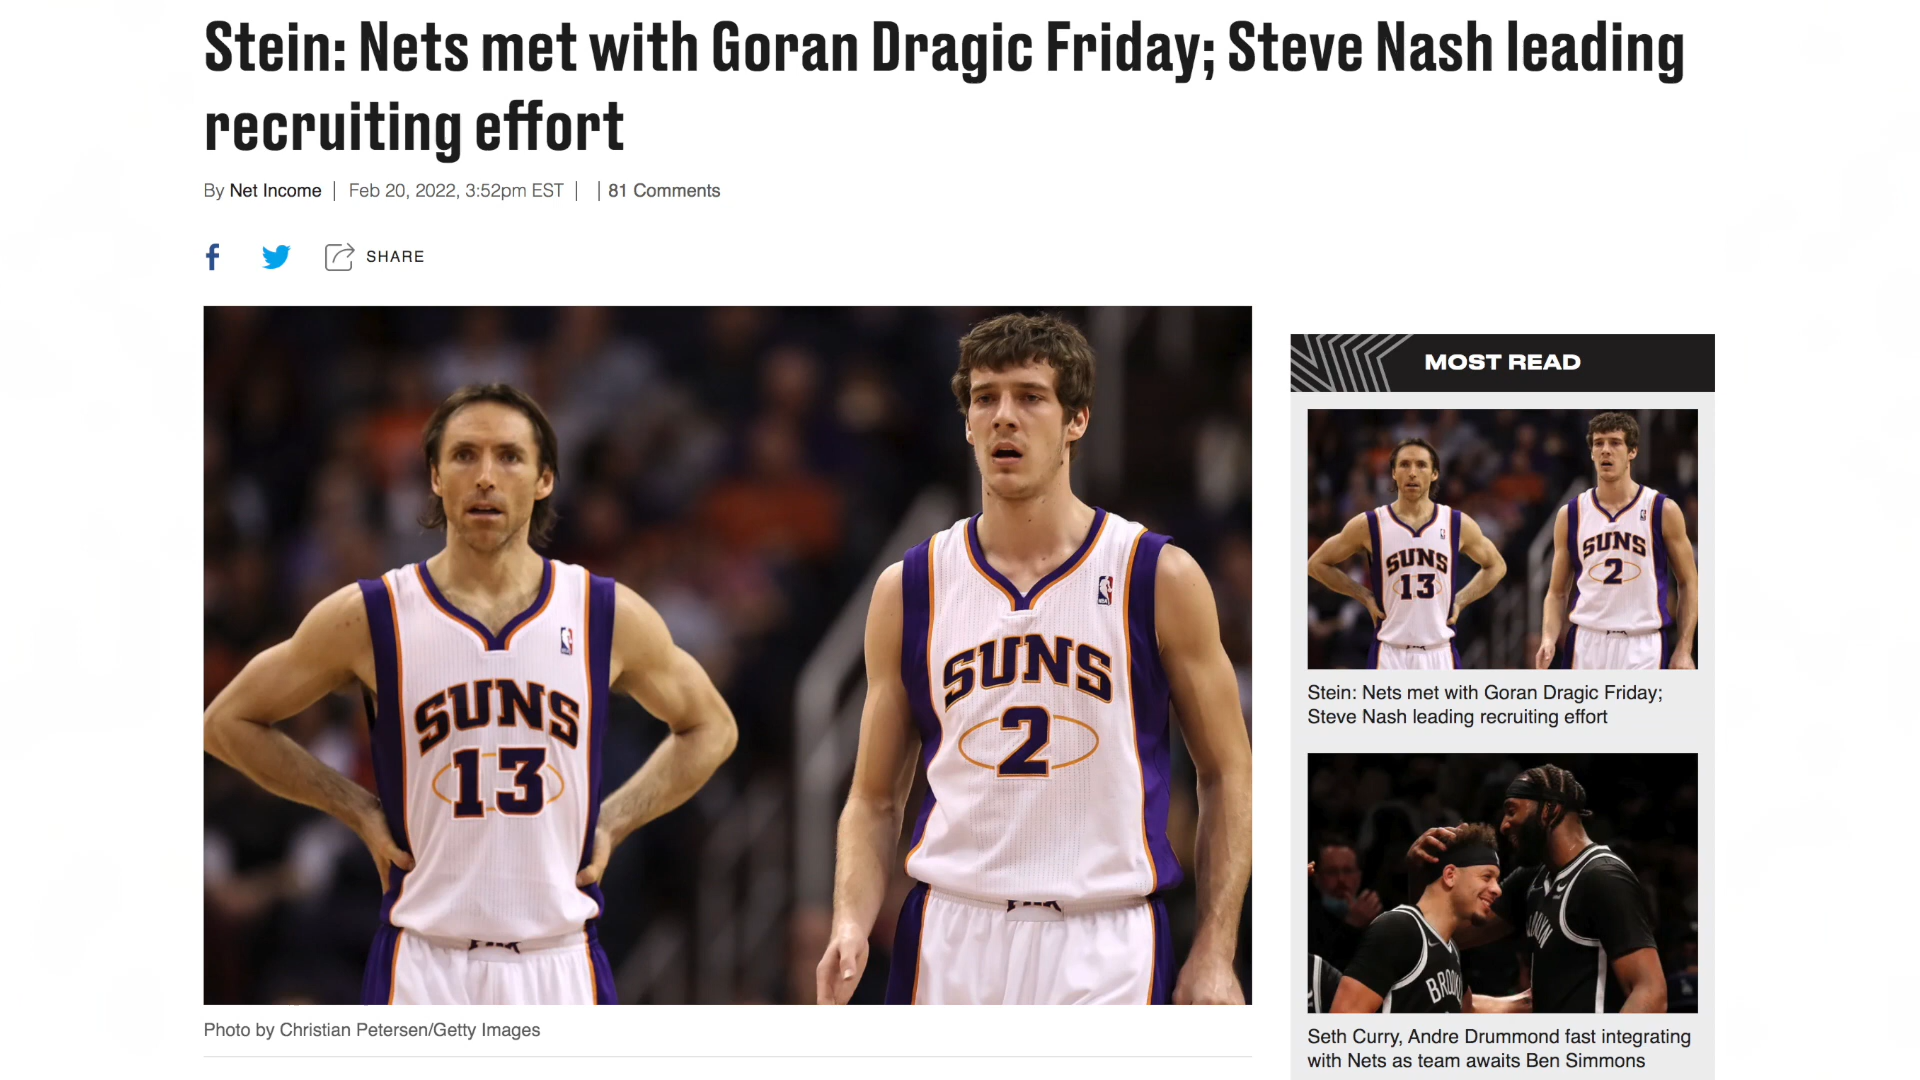 Stein: Nets met with Goran Dragic Friday; Steve Nash leading
recruiting effort
By Net Income | Feb 20, 2022, 3:52pm EST | | 81 Comments
SHARE
SUNS
13
SUNS
2
Photo by Christian Petersen/Getty Images
MOST READ
SUNS
13
SUNS
2
Stein: Nets met with Goran Dragic Friday;
Steve Nash leading recruiting effort
Seth Curry, Andre Drummond fast integrating
with Nets as team awaits Ben Simmons